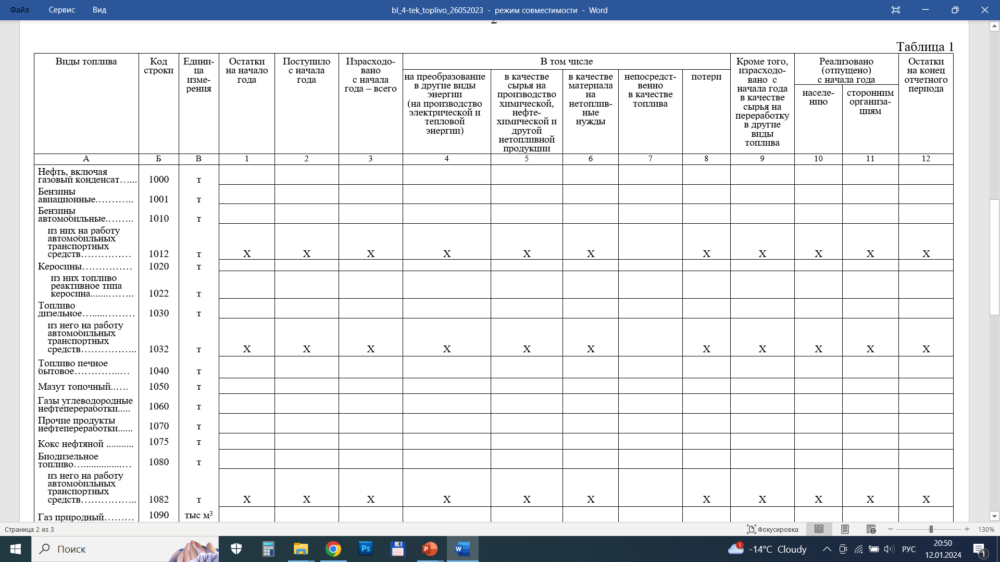 Файл Сервис Вид bl_4-tek_toplivo_26052023 - режим совместимости - Word
2
Таблица 1
Виды топлива
Код
строки
Едини-
ца
изме-
рения
Остатки
на начало
года
Поступило
с начала
года
Израсходо-
вано
с начала
года – всего
В том числе
на преобразование
в другие виды
энергии
(на производство
электрической и
тепловой
энергии)
в качестве
сырья на
производство
химической,
нефте-
химической и
другой
нетопливной
продукции
в качестве
материала
на
нетоплив-
ные
нужды
непосредст-
венно
в качестве
топлива
потери
Кроме того,
израсходо-
вано с
начала года
в качестве
сырья на
переработку
в другие
виды
топлива
Реализовано
(отпущено)
с начала года
населе-
нию
сторонним
организа-
циям
Остатки
на конец
отчетного
периода
А Б В 1 2 3 4 5 6 7 8 9 10 11 12
Нефть, включая
газовый конденсат…... 1000 т
Бензины
авиационные.……….. 1001 т
Бензины
автомобильные.…….. 1010 т
из них на работу
автомобильных
транспортных
средств…………… 1012 т X X X X X X X X X X X
Керосины…………… 1020 т
из них топливо
реактивное типа
керосина.......…….. 1022 т
Топливо
дизельное….....……… 1030 т
из него на работу
автомобильных
транспортных
средств…………….. 1032 т X X X X X X X X X X X
Топливо печное
бытовое…………..… 1040 т
Мазут топочный..…. 1050 т
Газы углеводородные
нефтепереработки..... 1060 т
Прочие продукты
нефтепереработки...... 1070 т
Кокс нефтяной ........... 1075 т
Биодизельное
топливо…...............… 1080 т
из него на работу
автомобильных
транспортных
средств…………….. 1082 т X X X X X X X X X X X
Газ природный……… 1090 тыс м³
Страница 2 из 3 Фокусировка 130%
Поиск Ps P W 1 -14°C Cloudy РУС 20:50
12.01.2024 1